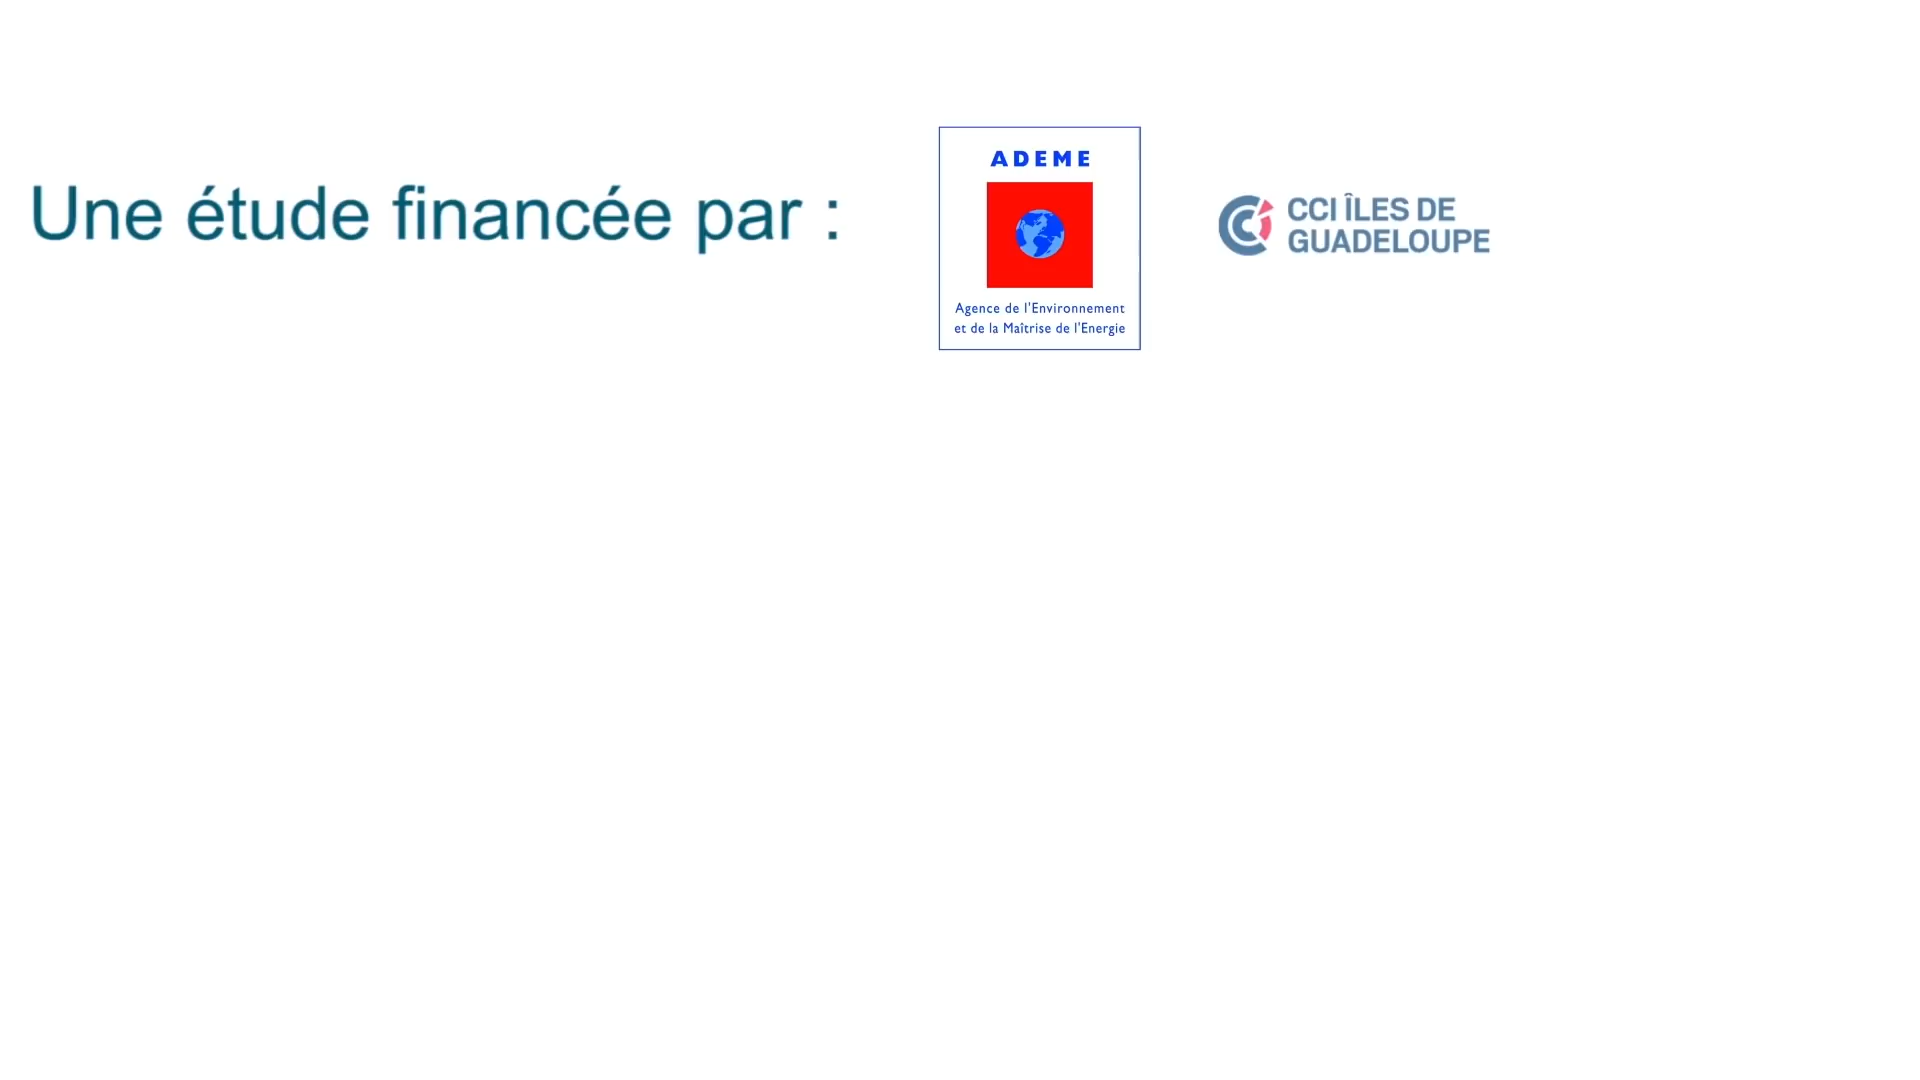 Une étude financée par :
ADEME
Agence de l'Environnement
et de la Maîtrise de l'Energie
CCI ÎLES DE
GUADELOUPE